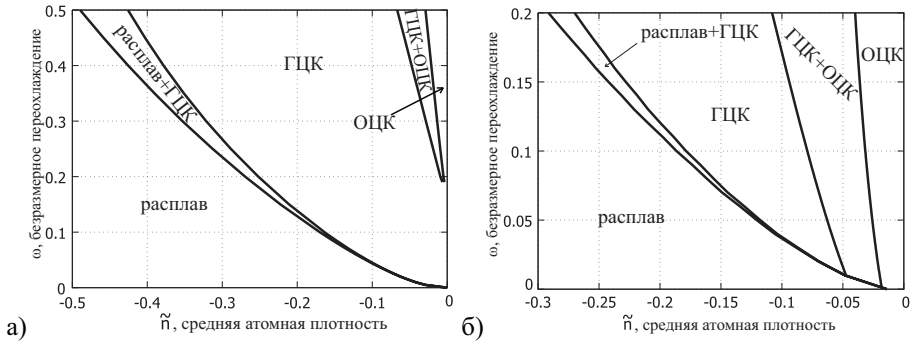 а)
ω, безразмерное переохлаждение
0.5
0.4
0.3
0.2
0.1
0
-0.5
-0.4
-0.3
-0.2
-0.1
0
ñ, средняя атомная плотность
расплав
расплав+ГЦК
ГЦК
ГЦК+ОЦК
ОЦК
б)
ω, безразмерное переохлаждение
0.2
0.15
0.1
0.05
0
-0.3
-0.25
-0.2
-0.15
-0.1
-0.05
0
ñ, средняя атомная плотность
расплав
расплав+ГЦК
ГЦК
ГЦК+ОЦК
ОЦК